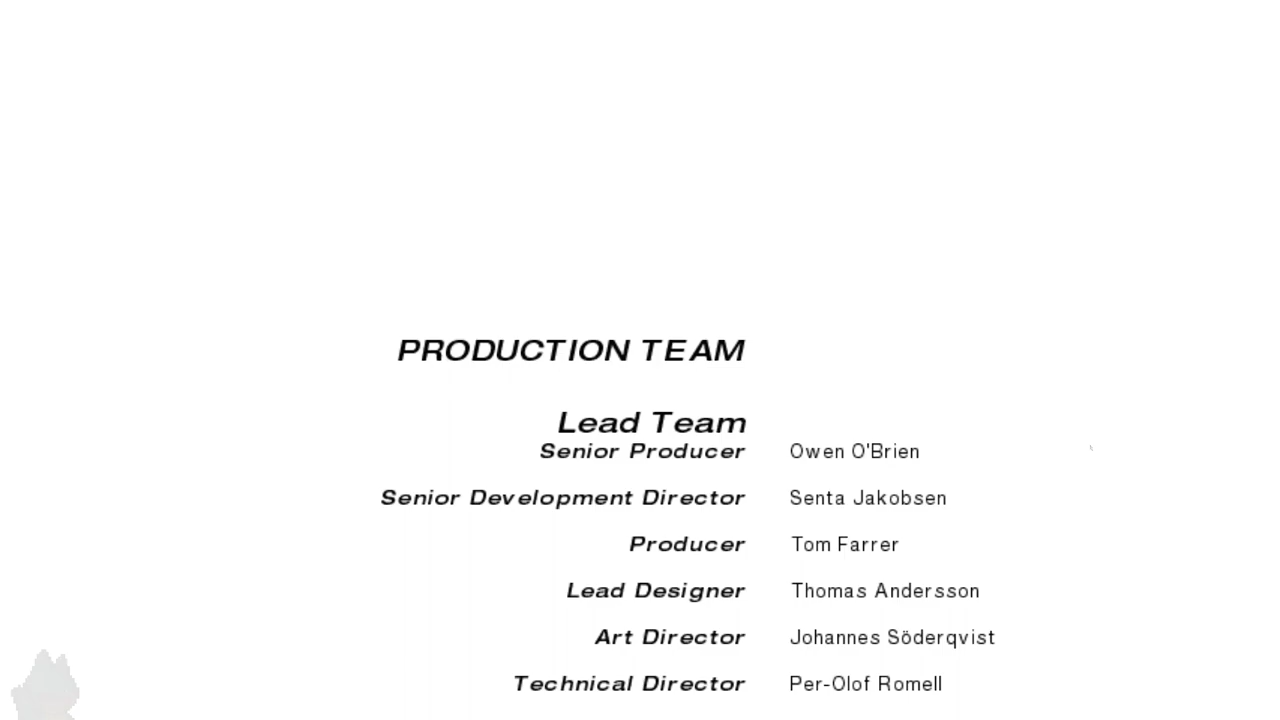 PRODUCTION TEAM
Lead Team
Senior Producer Owen O'Brien
Senior Development Director Senta Jakobsen
Producer Tom Farrer
Lead Designer Thomas Andersson
Art Director Johannes Söderqvist
Technical Director Per-Olof Romell